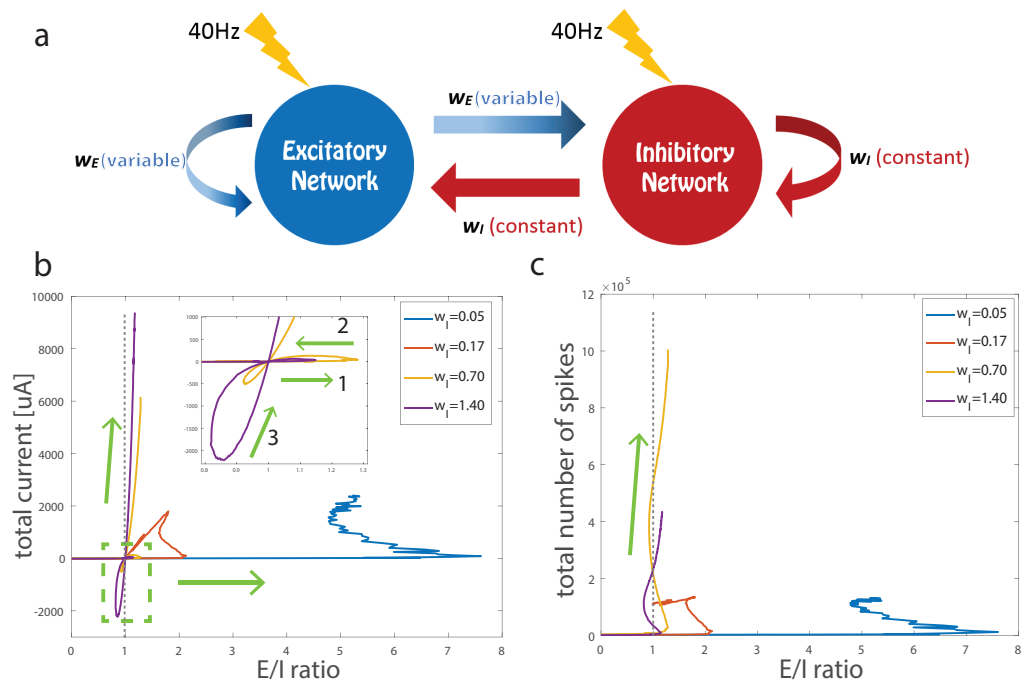 a
40Hz
40Hz
Excitatory
Network
Inhibitory
Network
wE (variable)
wE (variable)
wI (constant)
wI (constant)
b
total current [uA]
10000
8000
6000
4000
2000
0
-2000
0 1 2 3 4 5 6 7 8
E/I ratio
wI=0.05
wI=0.17
wI=0.70
wI=1.40
1000
500
0
-500
-1000
-1500
-2000
0.8 0.9 1 1.1 1.2 1.3
2
1
3
c
total number of spikes
× 10^5
12
10
8
6
4
2
0
0 1 2 3 4 5 6 7 8
E/I ratio
wI=0.05
wI=0.17
wI=0.70
wI=1.40